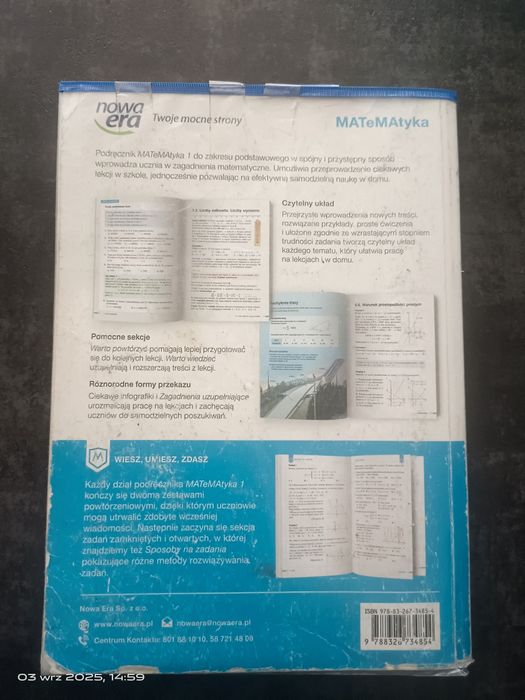 nowa
era
Twoje mocne strony
MATeMAtyka
Podręcznik MATeMAtyka 1 do zakresu podstawowego w spójny i przystępny sposób
wprowadza ucznia w zagadnienia matematyczne. Umożliwia przeprowadzenie ciekawych
lekcji w szkole, jednocześnie pozwalając na efektywną samodzielną naukę w domu.
Czytelny układ
Przejrzyste wprowadzenia nowych treści,
rozwiązane przykłady, proste ćwiczenia
i ułożone zgodnie ze wzrastającym stopniem
trudności zadania tworzą czytelny układ
każdego tematu, który ułatwia pracę
na lekcjach i w domu.
Pomocne sekcje
Warto powtórzyć pomagają lepiej przygotować
się do kolejnych lekcji. Warto wiedzieć
uzupełniają i rozszerzają treści z lekcji.
Różnorodne formy przekazu
Ciekawe infografiki i Zagadnienia uzupełniające
urozmaicają pracę na lekcjach i zachęcają
uczniów do samodzielnych poszukiwań.
M
WIESZ, UMIESZ, ZDASZ
Każdy dział podręcznika MATeMAtyka 1
kończy się dwoma zestawami
powtórzeniowymi, dzięki którym uczniowie
mogą utrwalić zdobyte wcześniej
wiadomości. Następnie zaczyna się sekcja
zadań zamkniętych i otwartych, w której
znajdziemy też Sposoby na zadania
pokazujące różne metody rozwiązywania
zadań.
Nowa Era Sp. z o.o.
www.nowaera.pl
nowaera@nowaera.pl
Centrum Kontaktu: 801 88 10 10, 58 721 48 00
ISBN 978-83-267-3485-4
9 788326 734854
03 wrz 2025, 14:59